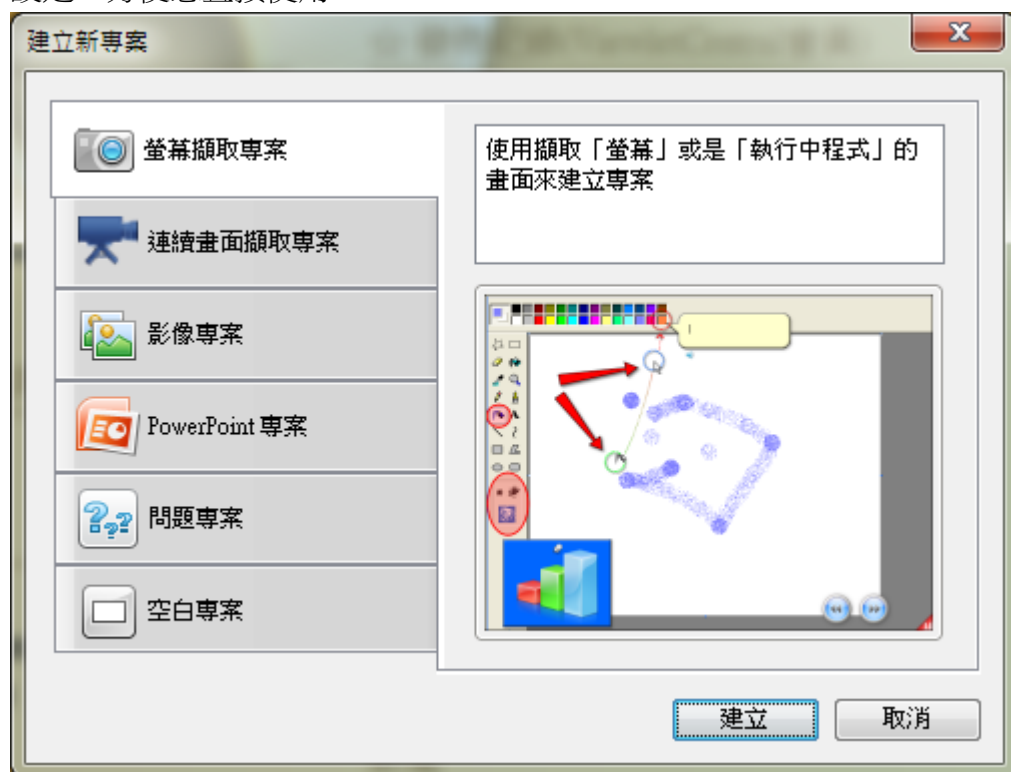 建立新專案
螢幕擷取專案
使用擷取「螢幕」或是「執行中程式」的
畫面來建立專案
連續畫面擷取專案
影像專案
PowerPoint 專案
問題專案
空白專案
建立
取消